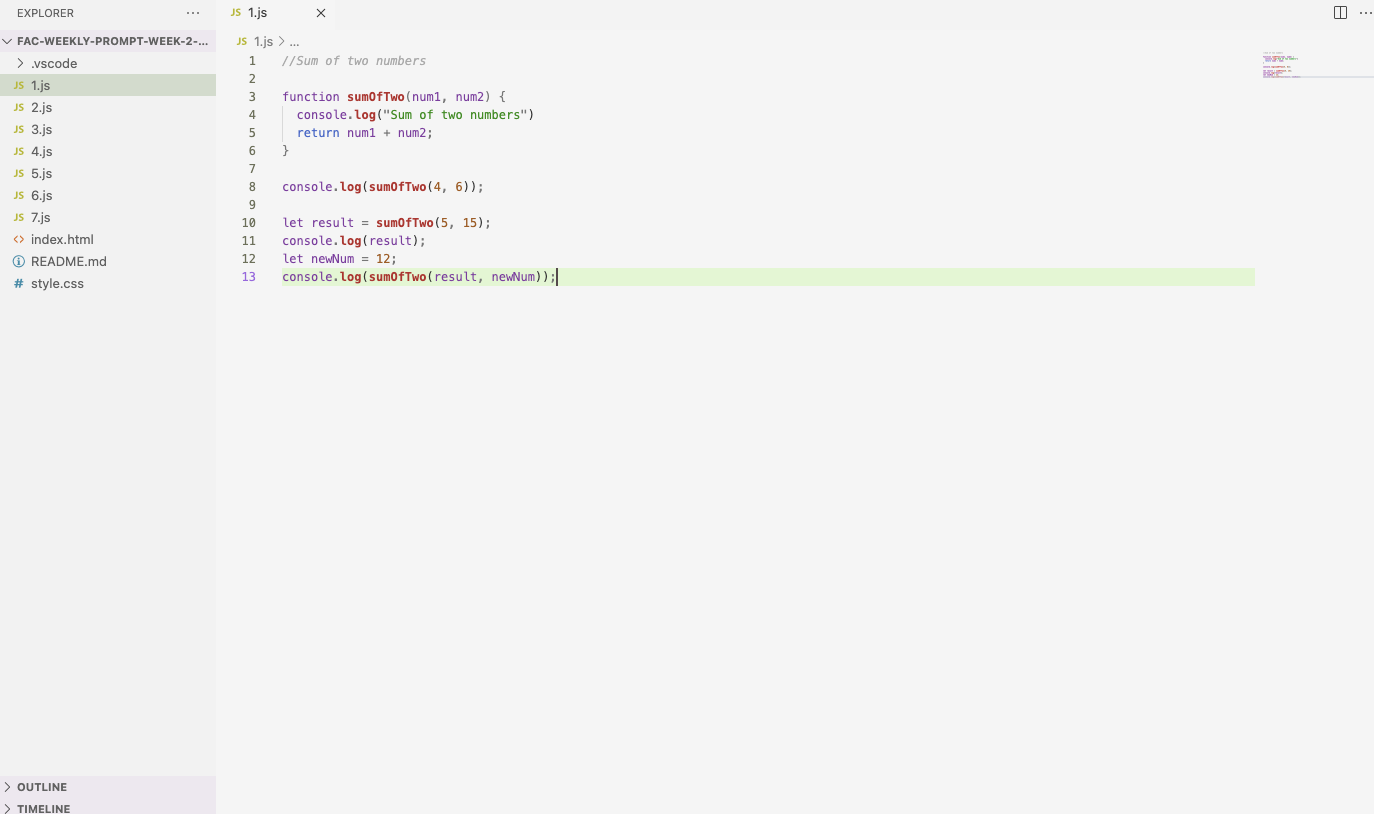 EXPLORER ···
FAC-WEEKLY-PROMPT-WEEK-2-...
.vscode
JS 1.js
JS 2.js
JS 3.js
JS 4.js
JS 5.js
JS 6.js
JS 7.js
<> index.html
README.md
# style.css
OUTLINE
TIMELINE
JS 1.js ×
JS 1.js > ...
1 //Sum of two numbers
2
3 function sumOfTwo(num1, num2) {
4 console.log("Sum of two numbers")
5 return num1 + num2;
6 }
7
8 console.log(sumOfTwo(4, 6));
9
10 let result = sumOfTwo(5, 15);
11 console.log(result);
12 let newNum = 12;
13 console.log(sumOfTwo(result, newNum));